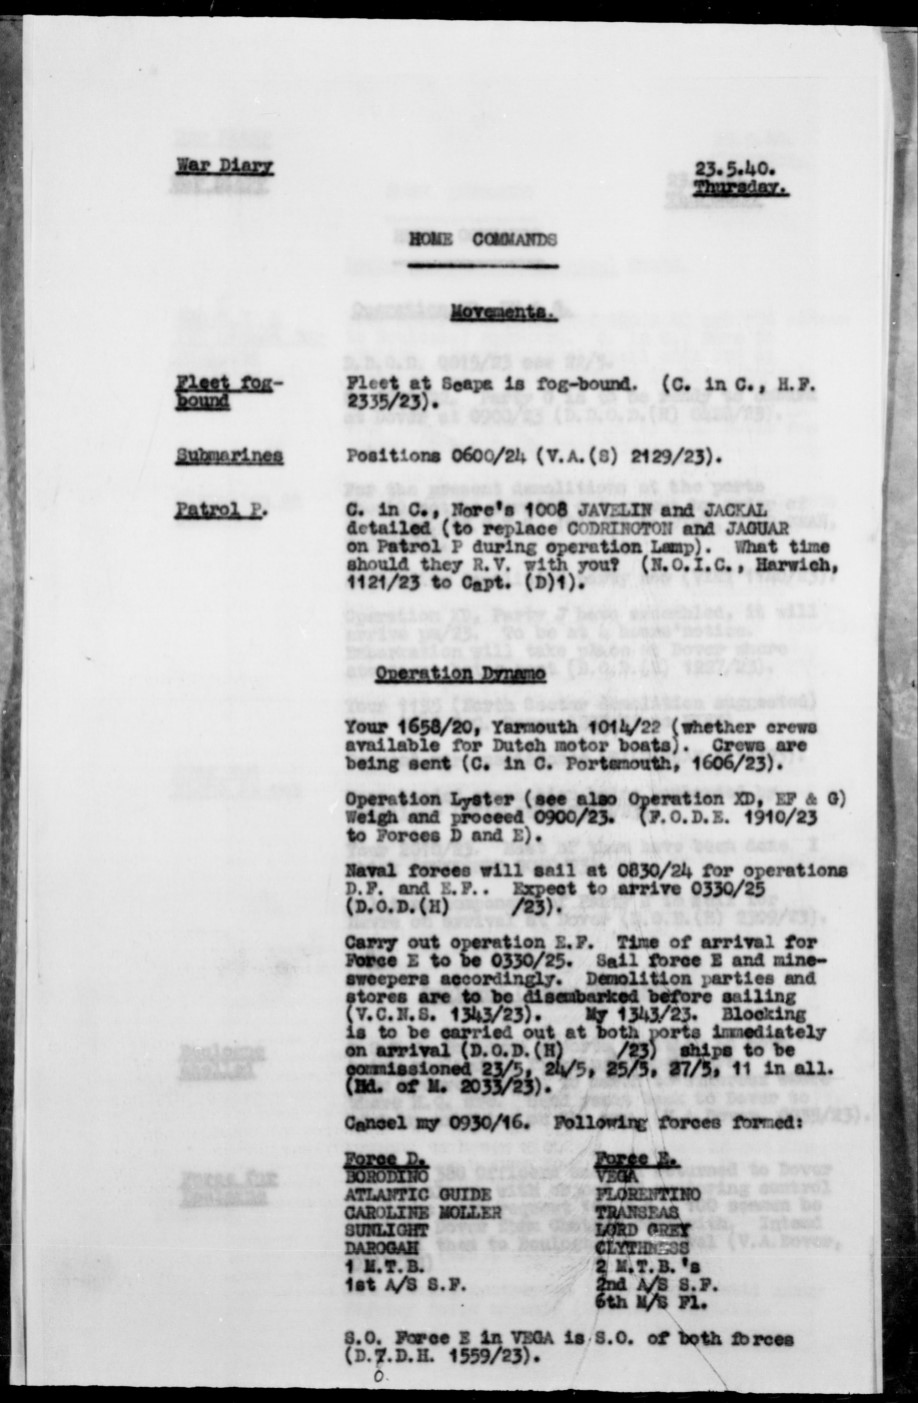 War Diary
23.5.40.
Thursday.
HOME COMMANDS
Movements.
Fleet fog-
bound
Fleet at Scapa is fog-bound. (C. in C., H.F.
2335/23).
Submarines
Positions 0600/24 (V.A.(S) 2129/23).
Patrol P.
C. in C., Nore's 1008 JAVELIN and JACKAL
detailed (to replace CODRINGTON and JAGUAR
on Patrol P during operation Lamp). What time
should they R.V. with you? (N.O.I.C., Harwich,
1121/23 to Capt. (D)1).
Operation Dynamo
Your 1658/20, Yarmouth 1014/22 (whether crews
available for Dutch motor boats). Crews are
being sent (C. in C. Portsmouth, 1606/23).
Operation Lyster (see also Operation XD, EF & G)
Weigh and proceed 0900/23. (F.O.D.E. 1910/23
to Forces D and E).
Naval forces will sail at 0830/24 for operations
D.F. and E.F.. Expect to arrive 0330/25
(D.O.D.(H) /23).
Carry out operation E.F. Time of arrival for
Force E to be 0330/25. Sail force E and mine-
sweepers accordingly. Demolition parties and
stores are to be disembarked before sailing
(V.C.N.S. 1343/23). My 1343/23. Blocking
is to be carried out at both ports immediately
on arrival (D.O.D.(H) /23) ships to be
commissioned 23/5, 24/5, 25/5, 27/5, 11 in all.
(Bd. of M. 2033/23).
Cancel my 0930/16. Following forces formed:
Force D.
Force E.
BORODINO
VEGA
ATLANTIC GUIDE
FLORENTINO
CAROLINE MOLLER
TRANSEAS
SUNLIGHT
LORD GREY
DAROGAH
CLYTHNESS
1 M.T.B.
2 M.T.B.'s
1st A/S S.F.
2nd A/S S.F.
6th M/S Fl.
S.O. Force E in VEGA is S.O. of both forces
(D.?.D.H. 1559/23).
O.